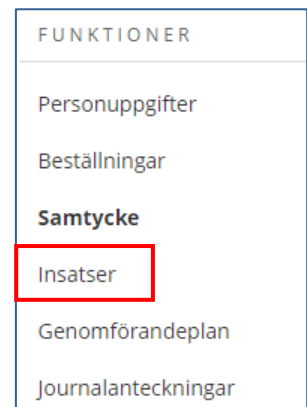 FUNKTIONER
Personuppgifter
Beställningar
Samtycke
Insatser
Genomförandeplan
Journalanteckningar